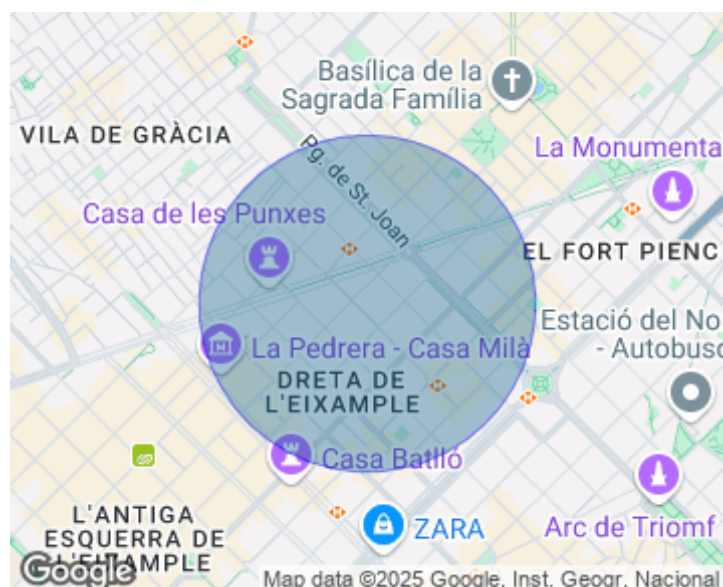 Basílica de la
Sagrada Família
VILA DE GRÀCIA
La Monumenta
Pg. de St. Joan
Casa de les Punxes
EL FORT PIENC
Estació del No
- Autobuso
La Pedrera - Casa Milà
DRETA DE
L'EIXAMPLE
Casa Batlló
L'ANTIGA
ESQUERRA DE
L'EIXAMPLE
ZARA
Arc de Triomf
Google
Map data ©2025 Google, Inst. Geogr. Nacional